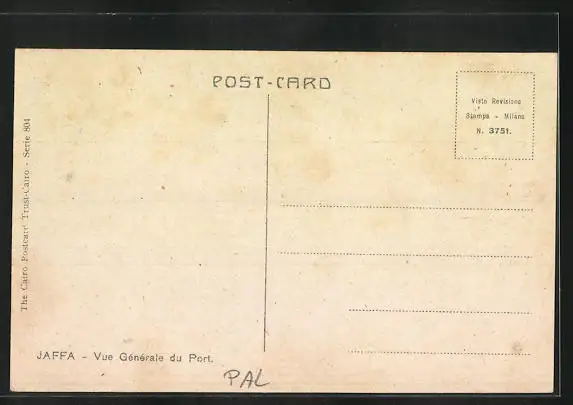 POST-CARD
Visto Revisione
Stampa - Milano
N. 3751.
The Cairo Postcard Trust-Cairo - Serie 804
JAFFA - Vue Générale du Port.
PAL